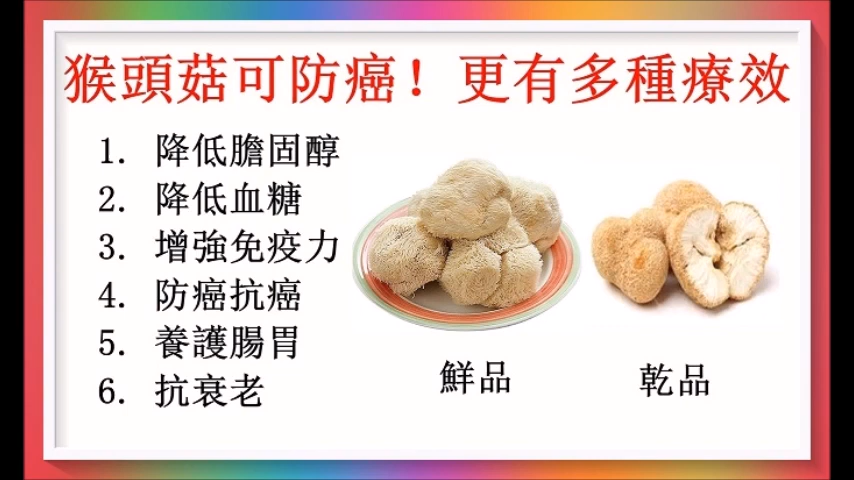 猴頭菇可防癌！更有多種療效
1. 降低膽固醇
2. 降低血糖
3. 增強免疫力
4. 防癌抗癌
5. 養護腸胃
6. 抗衰老
鮮品
乾品